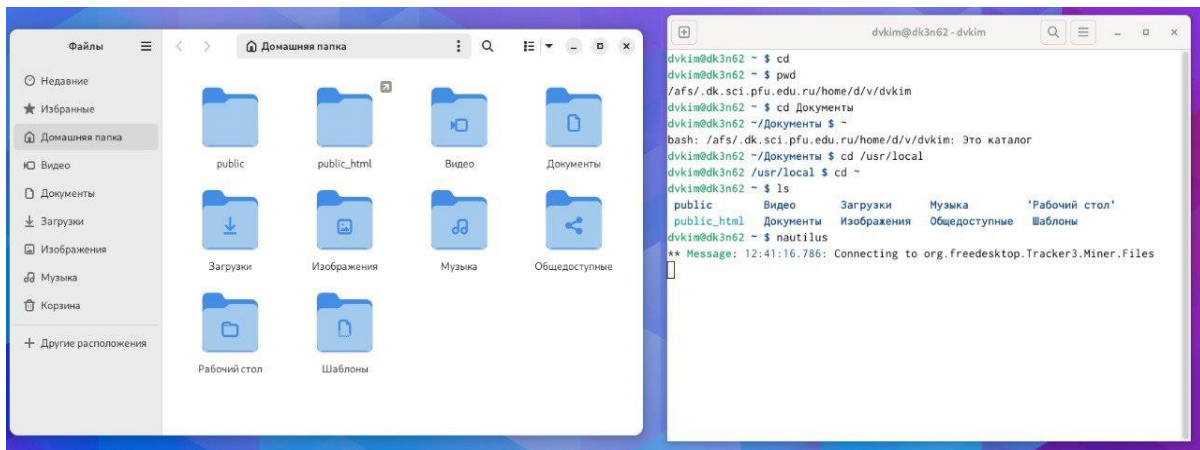 Файлы
Домашняя папка
Недавние
Избранные
Домашняя папка
Видео
Документы
Загрузки
Изображения
Музыка
Корзина
Другие расположения
public public_html Видео Документы
Загрузки Изображения Музыка Общедоступные
Рабочий стол Шаблоны
dvkim@dk3n62 - dvkim
dvkim@dk3n62 ~ $ cd
dvkim@dk3n62 ~ $ pwd
/afs/.dk.sci.pfu.edu.ru/home/d/v/dvkim
dvkim@dk3n62 ~ $ cd Документы
dvkim@dk3n62 ~/Документы $ ~
bash: /afs/.dk.sci.pfu.edu.ru/home/d/v/dvkim: Это каталог
dvkim@dk3n62 ~/Документы $ cd /usr/local
dvkim@dk3n62 /usr/local $ cd ~
dvkim@dk3n62 ~ $ ls
public Видео Загрузки Музыка 'Рабочий стол'
public_html Документы Изображения Общедоступные Шаблоны
dvkim@dk3n62 ~ $ nautilus
** Message: 12:41:16.786: Connecting to org.freedesktop.Tracker3.Miner.Files